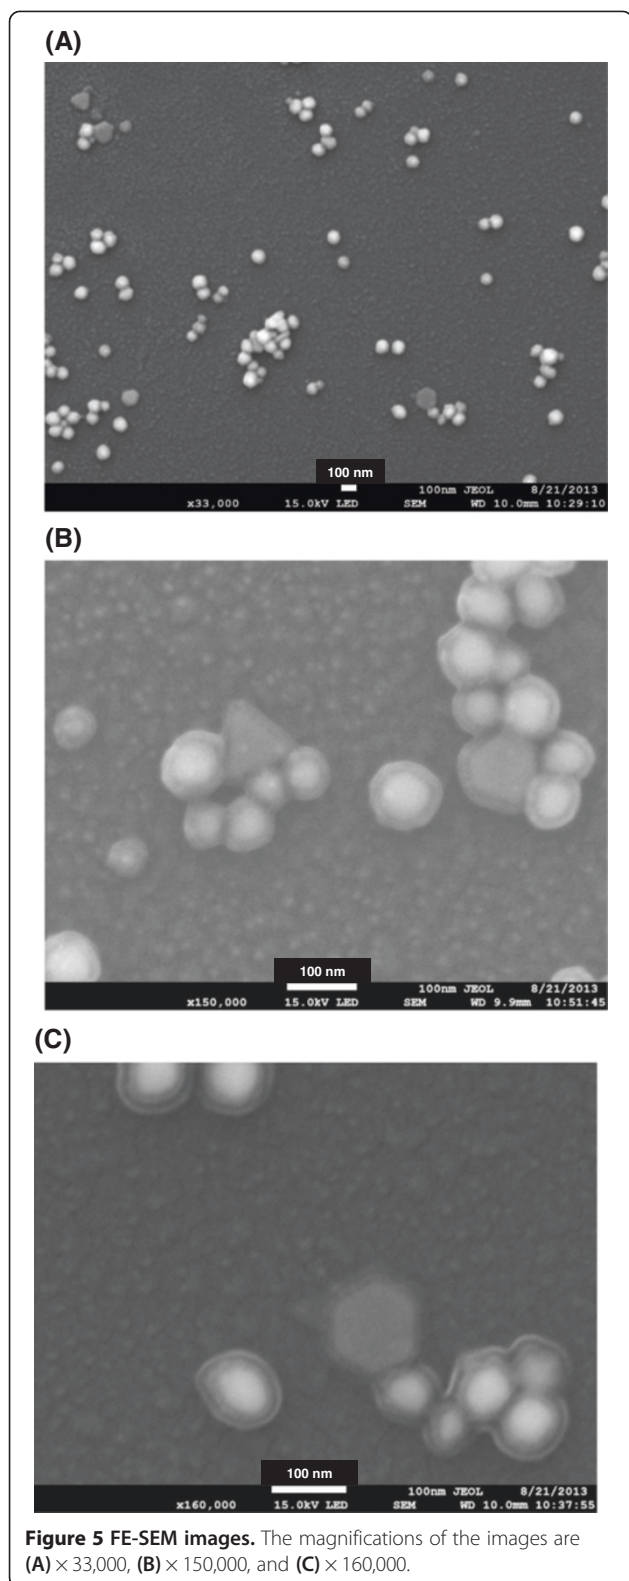 (A)
100 nm
100nm JEOL 8/21/2013
x33,000 15.0kV LED SEM WD 10.0mm 10:29:10
(B)
100 nm
100nm JEOL 8/21/2013
x150,000 15.0kV LED SEM WD 9.9mm 10:51:45
(C)
100 nm
100nm JEOL 8/21/2013
x160,000 15.0kV LED SEM WD 10.0mm 10:37:55
Figure 5 FE-SEM images. The magnifications of the images are
(A) × 33,000, (B) × 150,000, and (C) × 160,000.